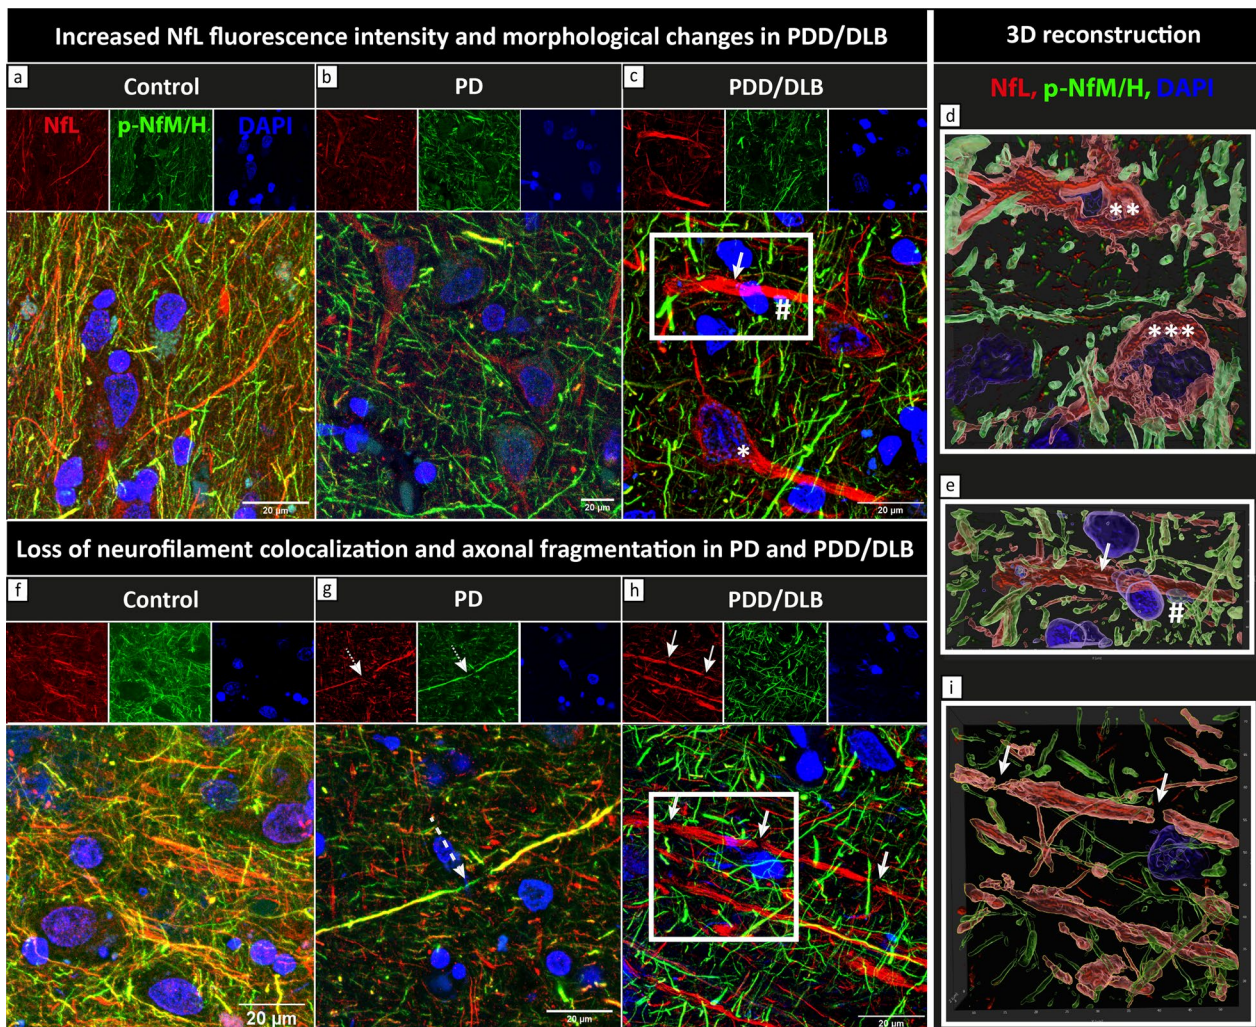 Increased NfL fluorescence intensity and morphological changes in PDD/DLB
3D reconstruction
a
Control
b
PD
c
PDD/DLB
NfL, p-NfM/H, DAPI
NfL
p-NfM/H
DAPI
d
**
***
#
*
20 μm
20 μm
20 μm
e
#
Loss of neurofilament colocalization and axonal fragmentation in PD and PDD/DLB
f
Control
g
PD
h
PDD/DLB
i
20 μm
20 μm
20 μm